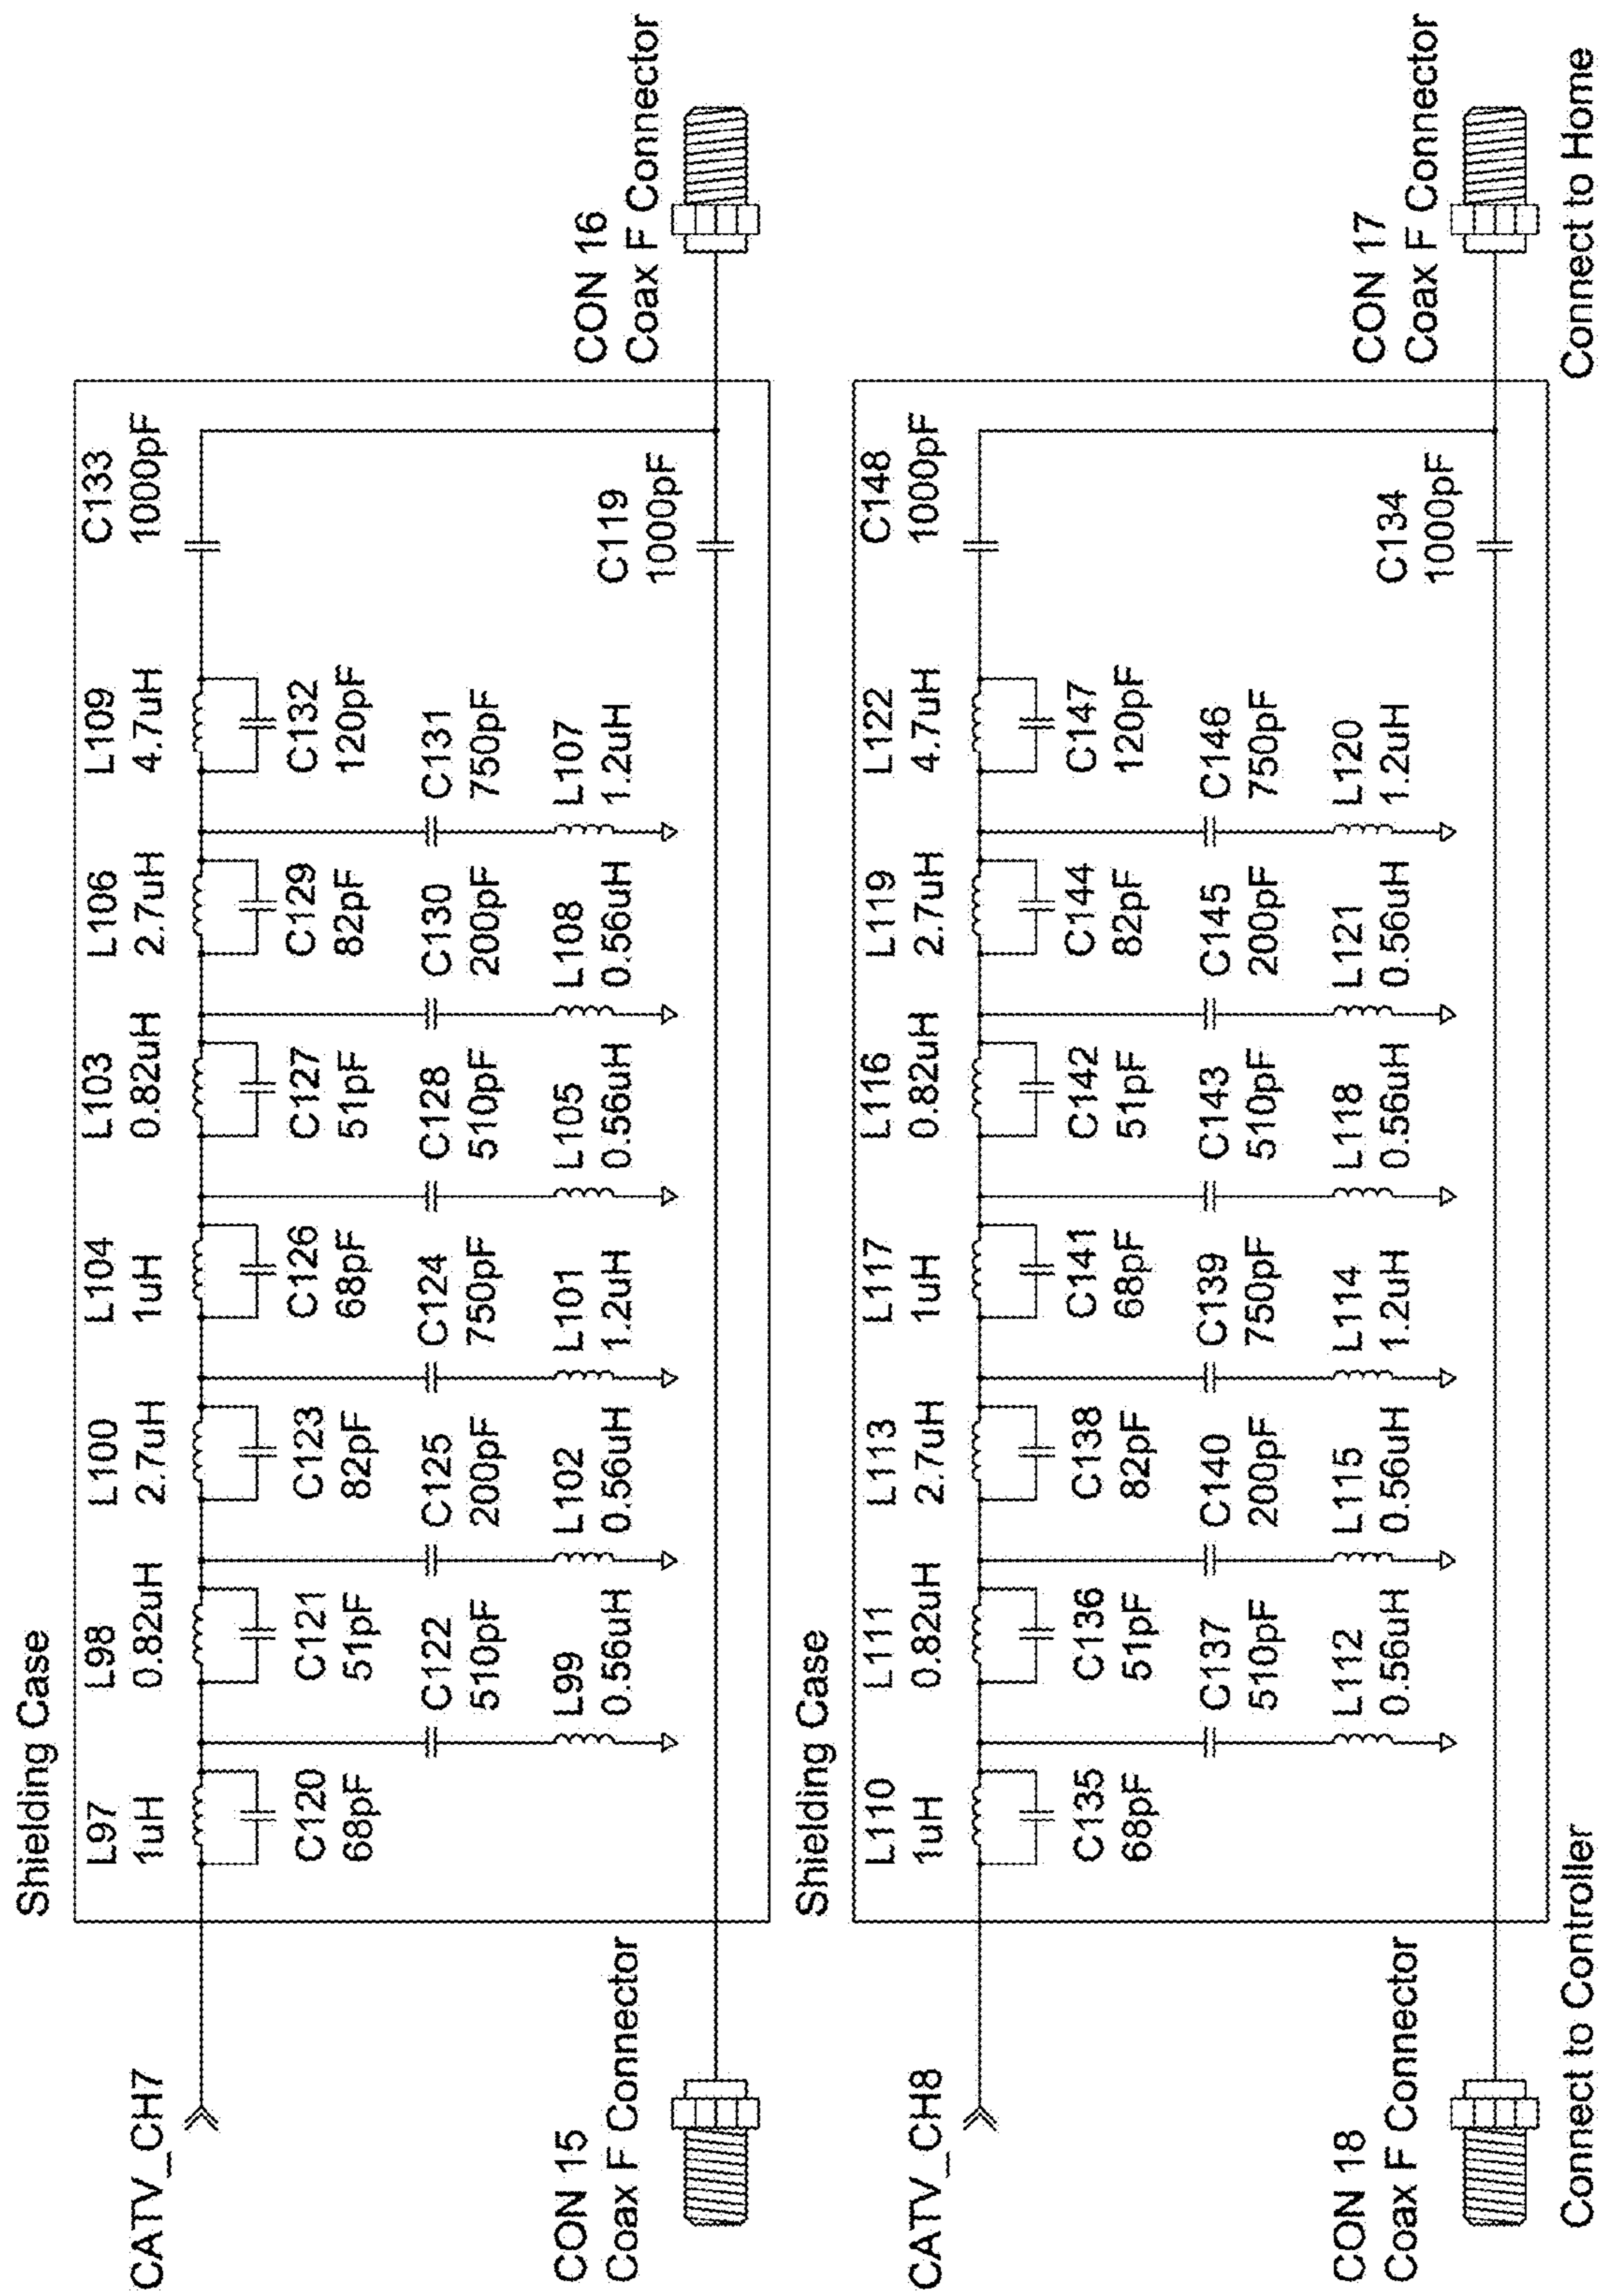 Shielding Case
CATV_CH7
L97
1uH
L98
0.82uH
L100
2.7uH
L104
1uH
L103
0.82uH
L106
2.7uH
L109
4.7uH
C133
1000pF
C120
68pF
C121
51pF
C123
82pF
C126
68pF
C127
51pF
C129
82pF
C132
120pF
C122
510pF
C125
200pF
C124
750pF
C128
510pF
C130
200pF
C131
750pF
L99
0.56uH
L102
0.56uH
L101
1.2uH
L105
0.56uH
L108
0.56uH
L107
1.2uH
C119
1000pF
CON 15
Coax F Connector
CON 16
Coax F Connector
Shielding Case
CATV_CH8
L110
1uH
L111
0.82uH
L113
2.7uH
L117
1uH
L116
0.82uH
L119
2.7uH
L122
4.7uH
C148
1000pF
C135
68pF
C136
51pF
C138
82pF
C141
68pF
C142
51pF
C144
82pF
C147
120pF
C137
510pF
C140
200pF
C139
750pF
C143
510pF
C145
200pF
C146
750pF
L112
0.56uH
L115
0.56uH
L114
1.2uH
L118
0.56uH
L121
0.56uH
L120
1.2uH
C134
1000pF
CON 18
Coax F Connector
CON 17
Coax F Connector
Connect to Controller
Connect to Home